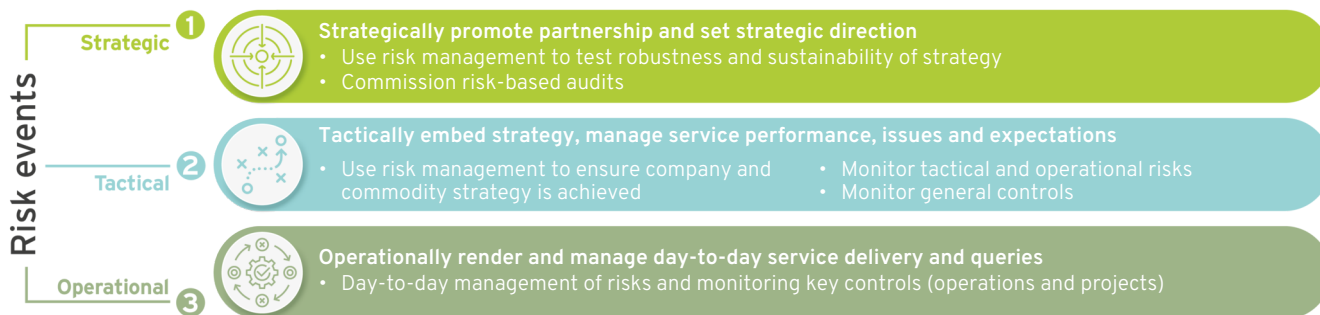 Risk events
Strategic 1
Strategically promote partnership and set strategic direction
• Use risk management to test robustness and sustainability of strategy
• Commission risk-based audits
Tactical 2
Tactically embed strategy, manage service performance, issues and expectations
• Use risk management to ensure company and
commodity strategy is achieved
• Monitor tactical and operational risks
• Monitor general controls
Operational 3
Operationally render and manage day-to-day service delivery and queries
• Day-to-day management of risks and monitoring key controls (operations and projects)